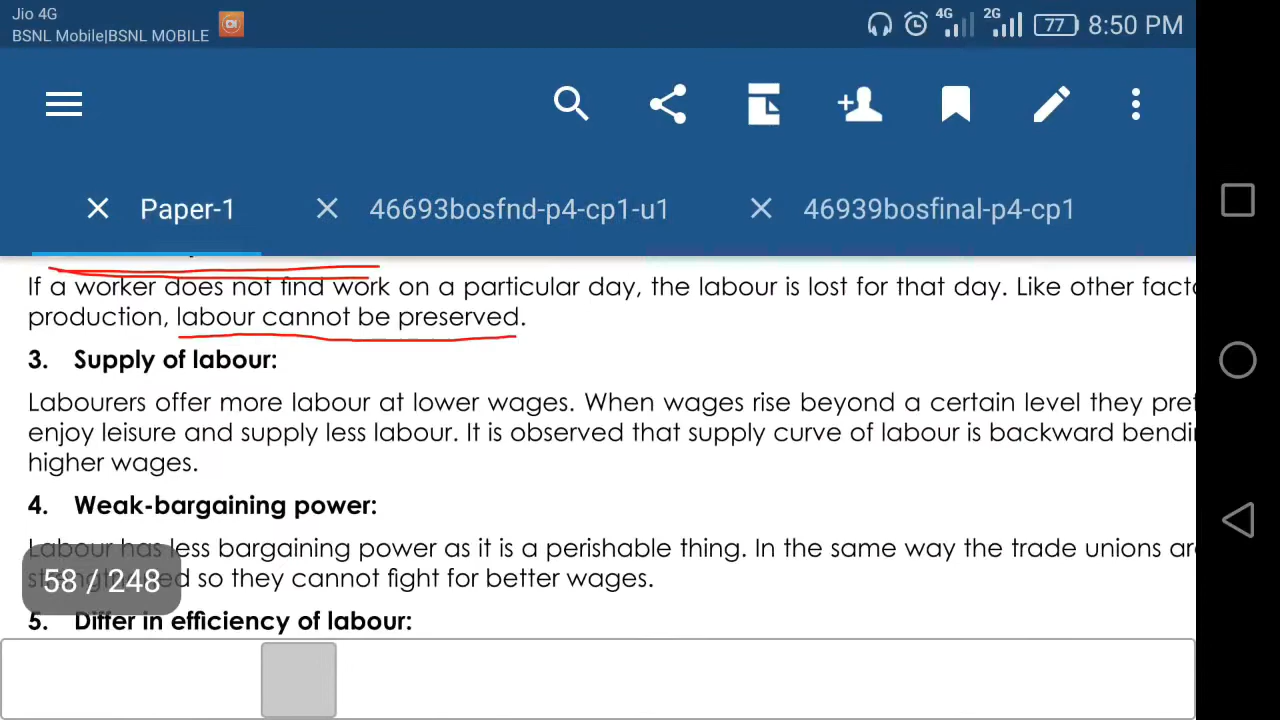 Jio 4G
BSNL Mobile|BSNL MOBILE
4G 2G 77 8:50 PM
Paper-1 46693bosfnd-p4-cp1-u1 46939bosfinal-p4-cp1
If a worker does not find work on a particular day, the labour is lost for that day. Like other facto
production, labour cannot be preserved.
3. Supply of labour:
Labourers offer more labour at lower wages. When wages rise beyond a certain level they pref
enjoy leisure and supply less labour. It is observed that supply curve of labour is backward bendin
higher wages.
4. Weak-bargaining power:
Labour has less bargaining power as it is a perishable thing. In the same way the trade unions are
so they cannot fight for better wages.
58 / 248
5. Differ in efficiency of labour: